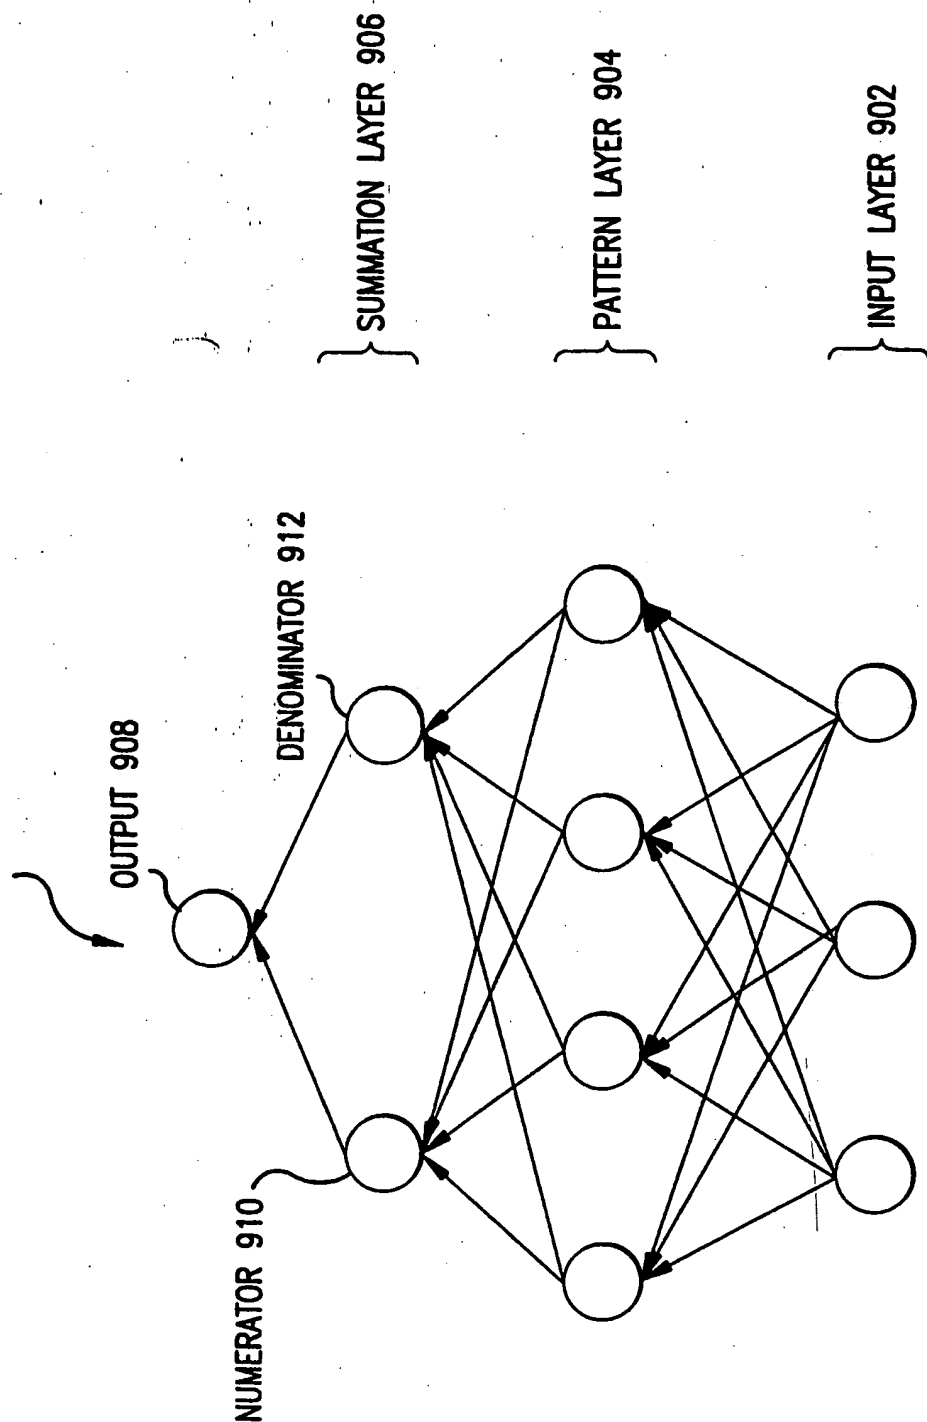 OUTPUT 908
NUMERATOR 910
DENOMINATOR 912
SUMMATION LAYER 906
PATTERN LAYER 904
INPUT LAYER 902